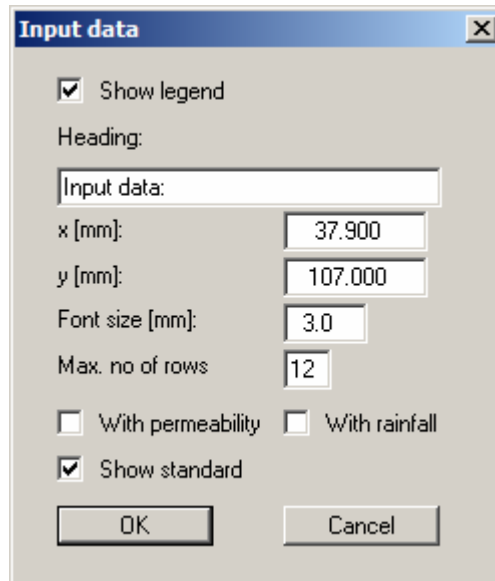 Input data
Show legend
Heading:
Input data:
x [mm]: 37.900
y [mm]: 107.000
Font size [mm]: 3.0
Max. no of rows 12
With permeability With rainfall
Show standard
OK Cancel